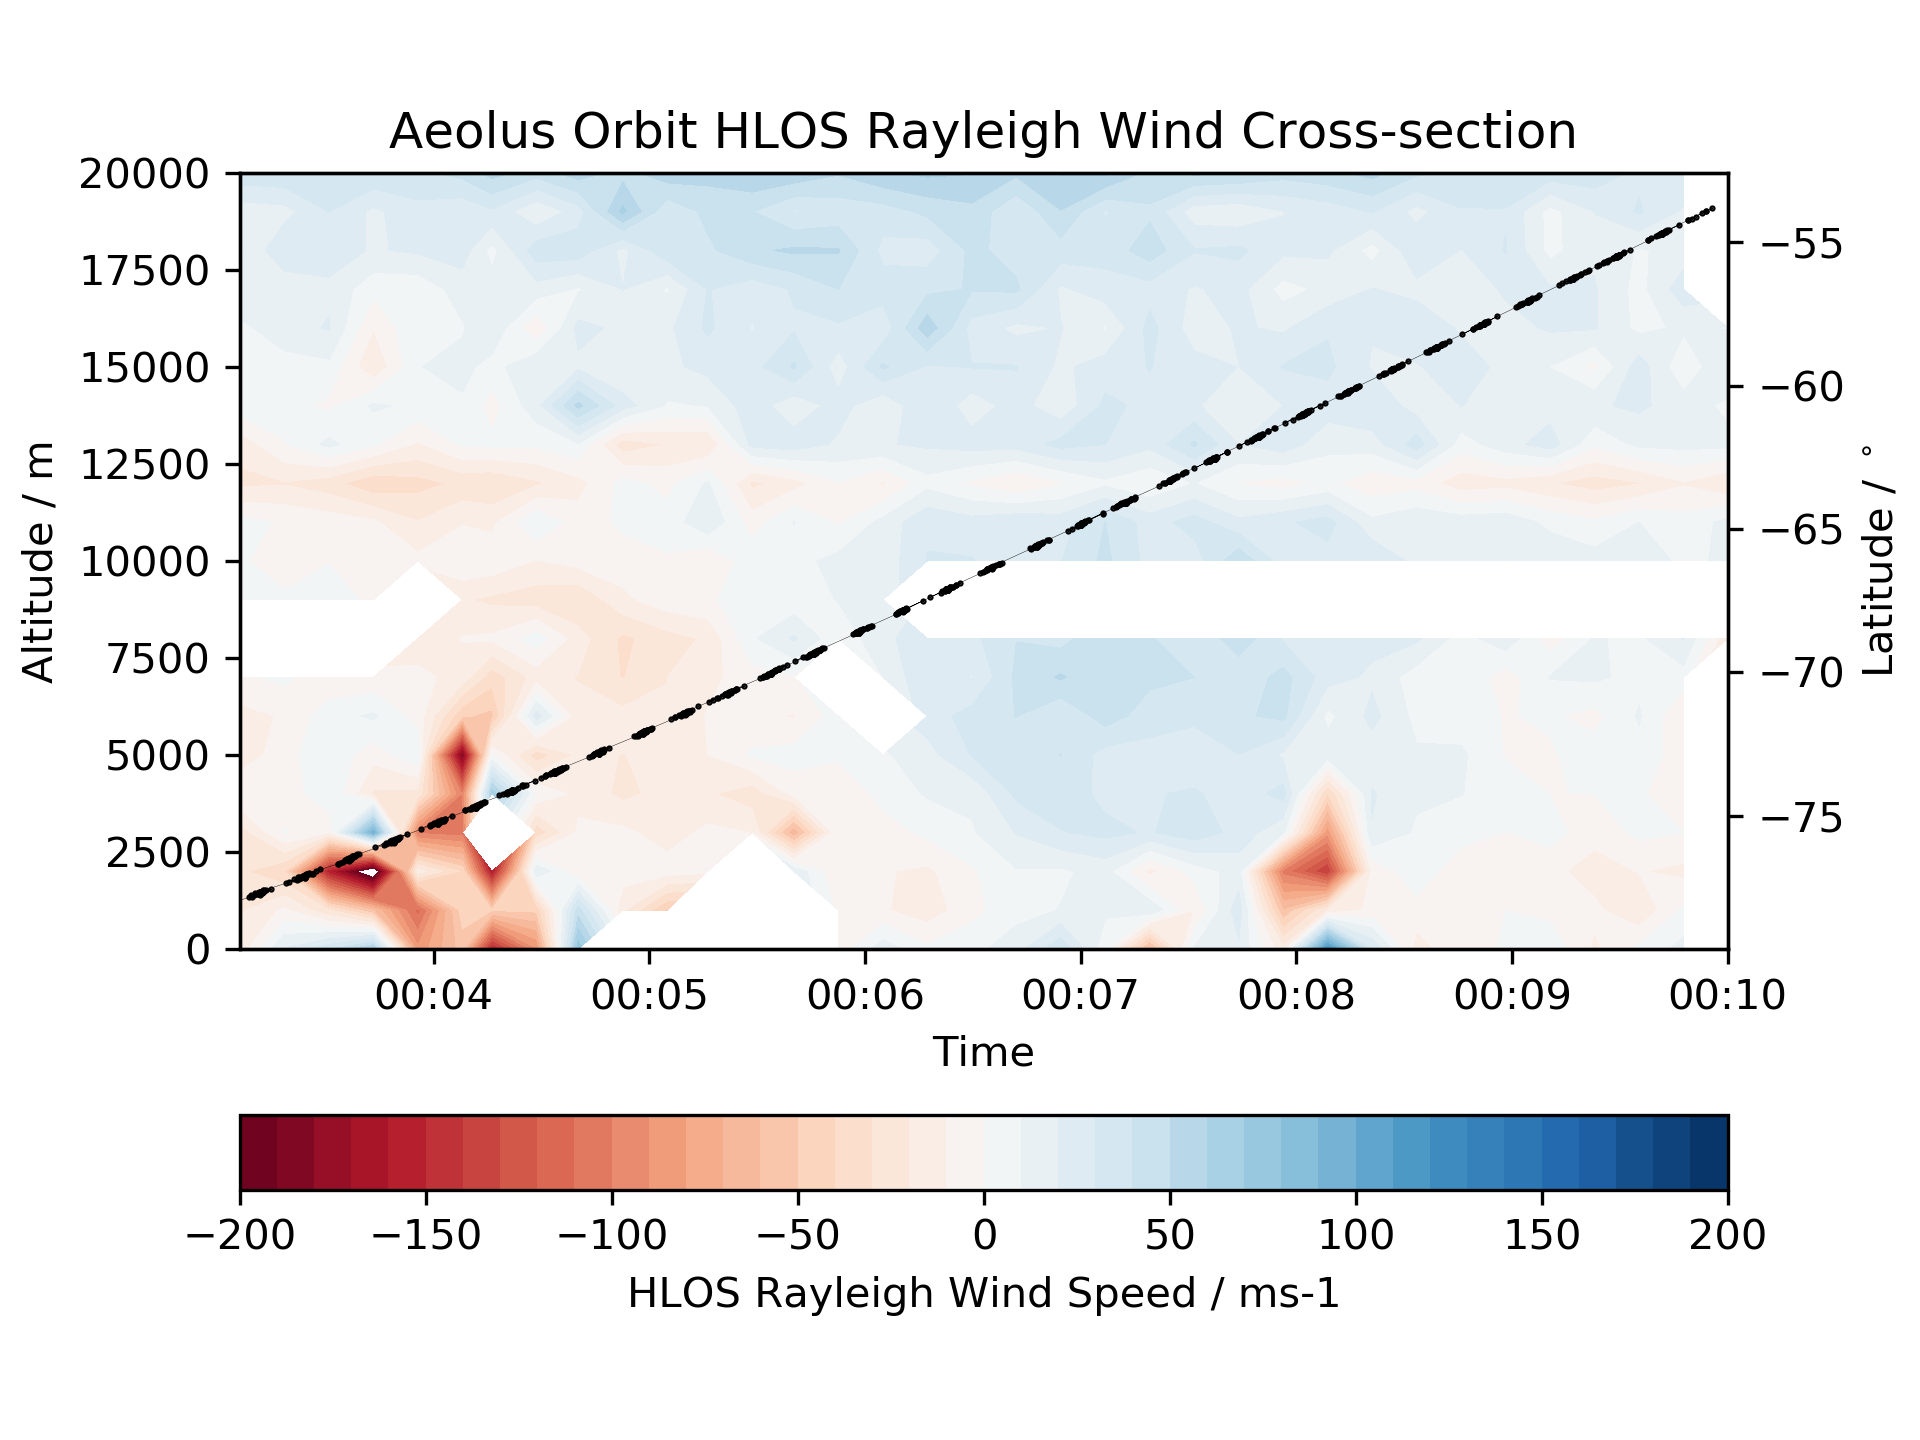 Aeolus Orbit HLOS Rayleigh Wind Cross-section
20000
17500
15000
12500
10000
7500
5000
2500
0
Altitude / m
−55
−60
−65
−70
−75
Latitude / °
00:04 00:05 00:06 00:07 00:08 00:09 00:10
Time
−200 −150 −100 −50 0 50 100 150 200
HLOS Rayleigh Wind Speed / ms-1